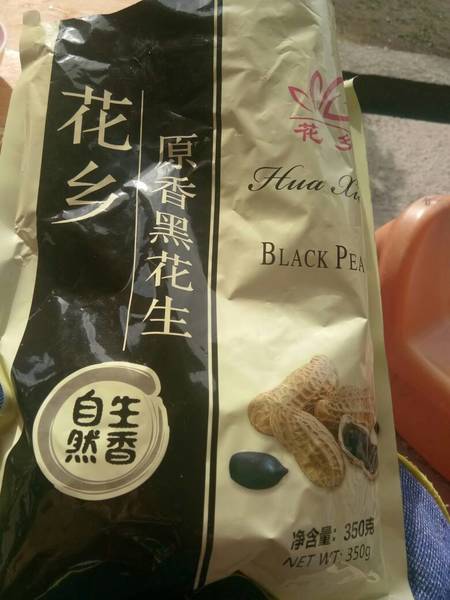 花乡
原香黑花生
花乡
Hua Xi
BLACK PEA
自然生香
净含量：350克
NET WT: 350g